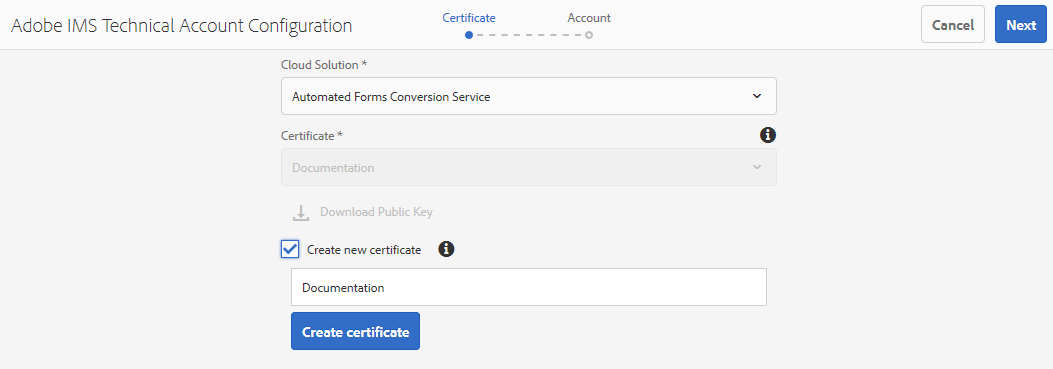 Adobe IMS Technical Account Configuration
Certificate
Account
Cancel
Next
Cloud Solution *
Automated Forms Conversion Service
Certificate *
Documentation
Download Public Key
Create new certificate
Documentation
Create certificate